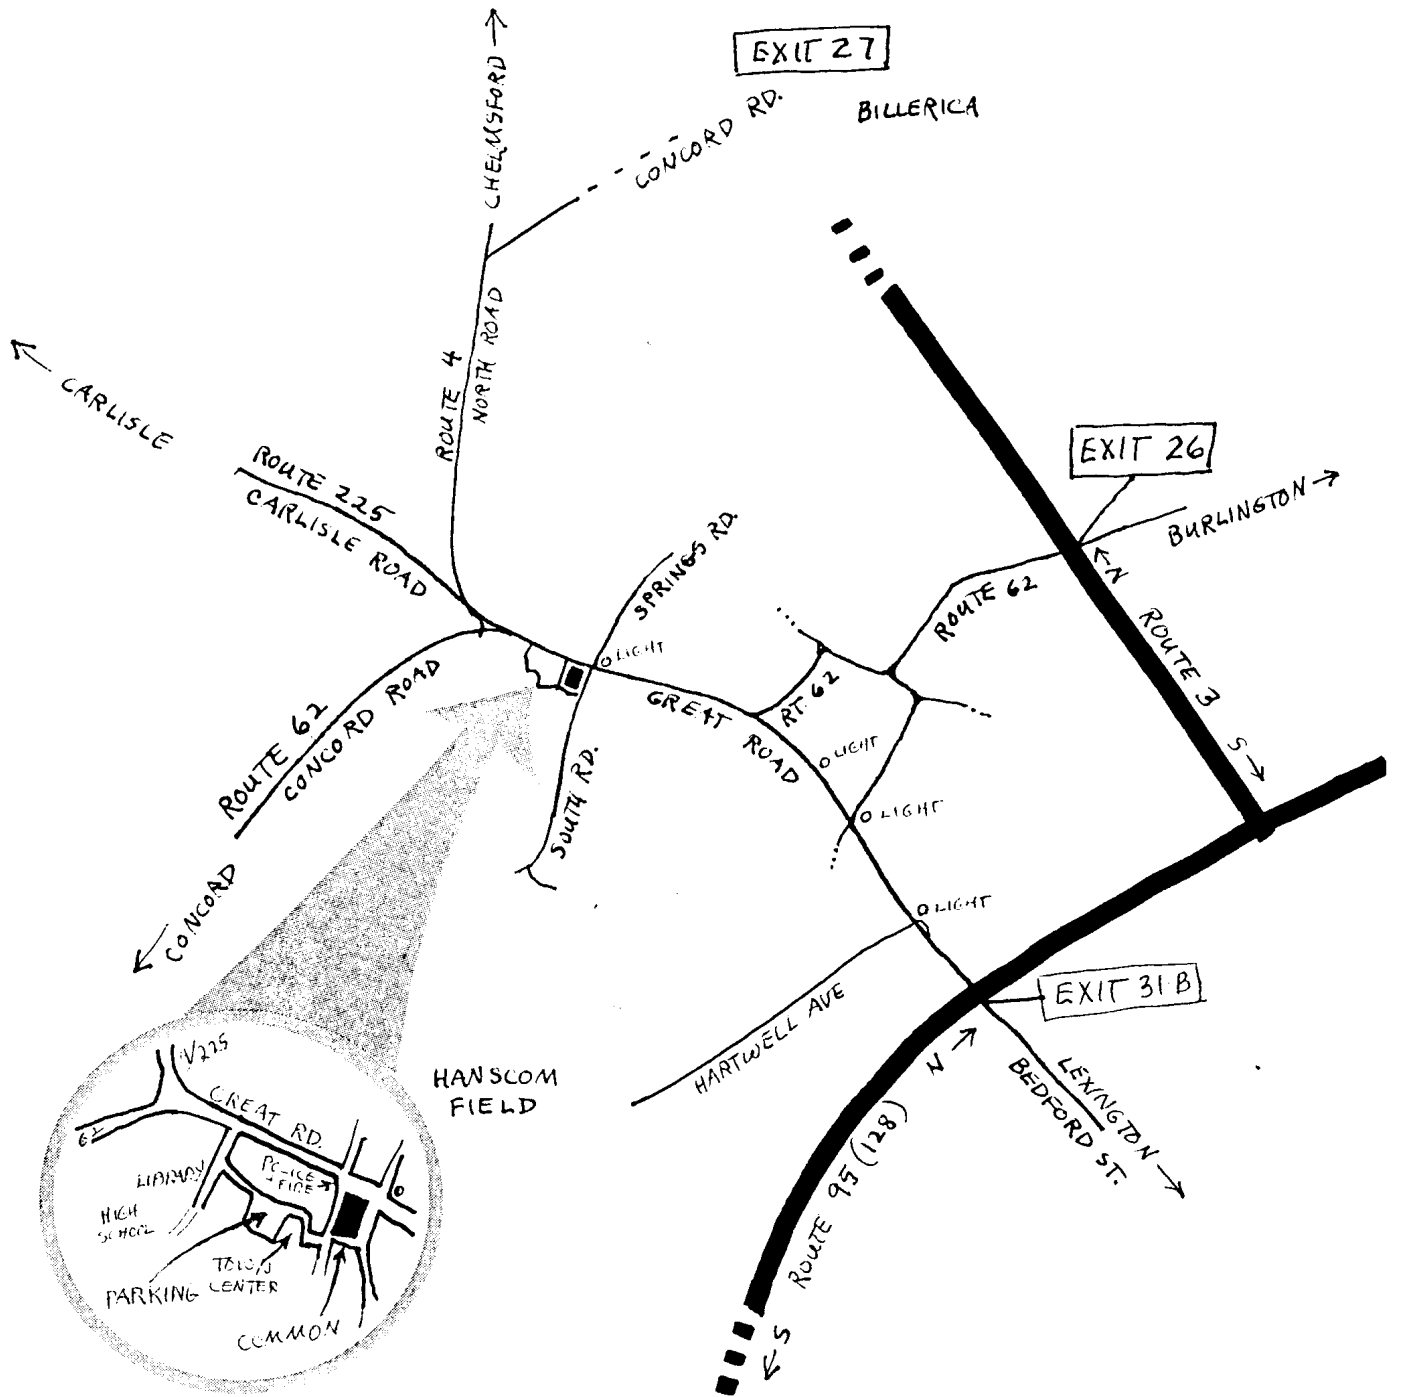 EXIT 27
CHELMSFORD →
CONCORD RD.
BILLERICA
ROUTE 4
NORTH ROAD
← CARLISLE
ROUTE 225
CARLISLE ROAD
EXIT 26
BURLINGTON →
SPRINGS RD.
LIGHT
ROUTE 62
← N
ROUTE 3
S →
RT. 62
GREAT ROAD
LIGHT
LIGHT
ROUTE 62
CONCORD ROAD
← CONCORD
SOUTH RD.
LIGHT
EXIT 31 B
HARTWELL AVE
N →
LEXINGTON →
BEDFORD ST.
HANSCOM
FIELD
ROUTE 95 (128)
← S
4/225
GREAT RD.
62
POLICE
+ FIRE
LIBRARY
HIGH
SCHOOL
TOWN
CENTER
PARKING
COMMON